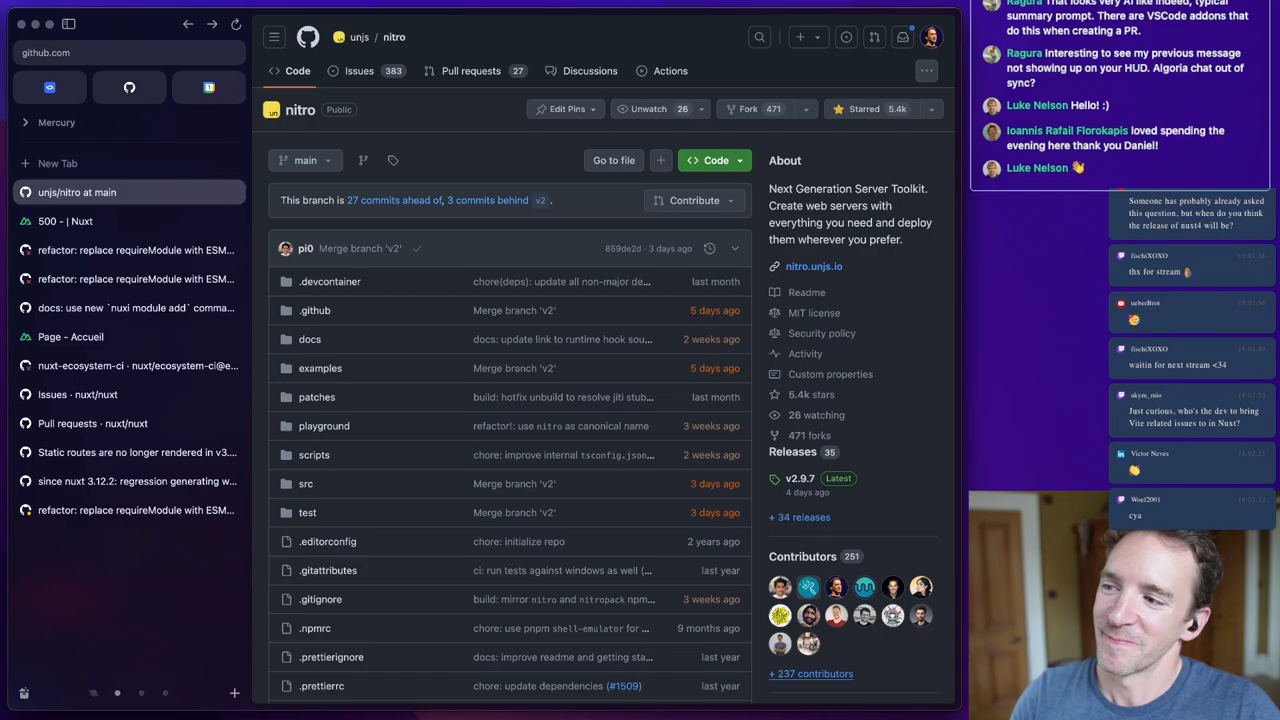 github.com
Mercury
New Tab
unjs/nitro at main
500 - | Nuxt
refactor: replace requireModule with ESM...
refactor: replace requireModule with ESM...
docs: use new `nuxi module add` comma...
Page - Accueil
nuxt-ecosystem-ci · nuxt/ecosystem-ci@e...
Issues · nuxt/nuxt
Pull requests · nuxt/nuxt
Static routes are no longer rendered in v3....
since nuxt 3.12.2: regression generating w...
refactor: replace requireModule with ESM...
unjs / nitro
Code
Issues 383
Pull requests 27
Discussions
Actions
nitro Public
Edit Pins
Unwatch 26
Fork 471
Starred 5.4k
main
Go to file
Code
This branch is 27 commits ahead of, 3 commits behind v2 .
Contribute
pi0 Merge branch 'v2' 859de2d · 3 days ago
.devcontainer chore(deps): update all non-major de... last month
.github Merge branch 'v2' 5 days ago
docs docs: update link to runtime hook sou... 2 weeks ago
examples Merge branch 'v2' 5 days ago
patches build: hotfix unbuild to resolve jiti stub... last month
playground refactor!: use nitro as canonical name 3 weeks ago
scripts chore: improve internal tsconfig.json... 2 weeks ago
src Merge branch 'v2' 3 days ago
test Merge branch 'v2' 3 days ago
.editorconfig chore: initialize repo 2 years ago
.gitattributes ci: run tests against windows as well (... last year
.gitignore build: mirror nitro and nitropack npm... 3 weeks ago
.npmrc chore: use pnpm shell-emulator for ... 9 months ago
.prettierignore docs: improve readme and getting sta... last year
.prettierrc chore: update dependencies (#1509) last year
About
Next Generation Server Toolkit.
Create web servers with
everything you need and deploy
them wherever you prefer.
nitro.unjs.io
Readme
MIT license
Security policy
Activity
Custom properties
5.4k stars
26 watching
471 forks
Releases 35
v2.9.7 Latest
4 days ago
+ 34 releases
Contributors 251
+ 237 contributors
Ragura That looks very AI like indeed, typical
summary prompt. There are VSCode addons that
do this when creating a PR.
Ragura Interesting to see my previous message
not showing up on your HUD. Algoria chat out of
sync?
Luke Nelson Hello! :)
Ioannis Rafail Florokapis loved spending the
evening here thank you Daniel!
Luke Nelson 👋
Someone has probably already asked
this question, but when do you think
the release of nuxt4 will be?
fischiXOXO
thx for stream
ueberBrot
fischiXOXO
waitin for next stream <34
akym_mio
Just curious, who's the dev to bring
Vite related issues to in Nuxt?
Victor Neves
👏
Woef2001
cya